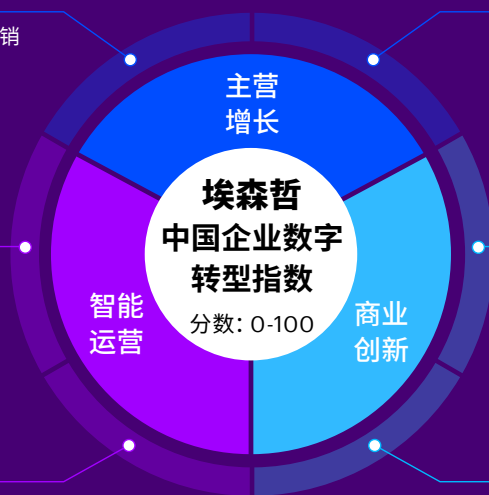 销
主营
增长
埃森哲
中国企业数字
转型指数
分数：0-100
智能
运营
商业
创新